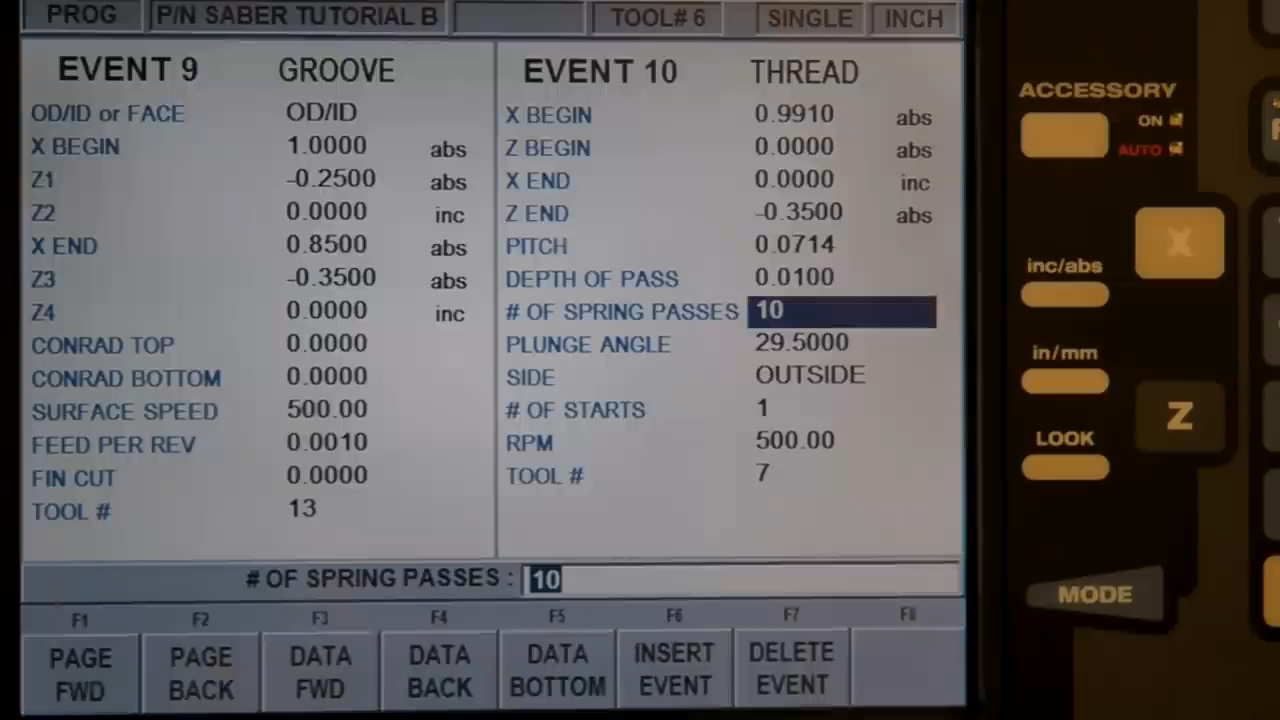 PROG P/N SABER TUTORIAL B TOOL# 6 SINGLE INCH
EVENT 9 GROOVE
OD/ID or FACE OD/ID
X BEGIN 1.0000 abs
Z1 -0.2500 abs
Z2 0.0000 inc
X END 0.8500 abs
Z3 -0.3500 abs
Z4 0.0000 inc
CONRAD TOP 0.0000
CONRAD BOTTOM 0.0000
SURFACE SPEED 500.00
FEED PER REV 0.0010
FIN CUT 0.0000
TOOL # 13
EVENT 10 THREAD
X BEGIN 0.9910 abs
Z BEGIN 0.0000 abs
X END 0.0000 inc
Z END -0.3500 abs
PITCH 0.0714
DEPTH OF PASS 0.0100
# OF SPRING PASSES 10
PLUNGE ANGLE 29.5000
SIDE OUTSIDE
# OF STARTS 1
RPM 500.00
TOOL # 7
# OF SPRING PASSES : 10
F1 F2 F3 F4 F5 F6 F7 F8
PAGE FWD
PAGE BACK
DATA FWD
DATA BACK
DATA BOTTOM
INSERT EVENT
DELETE EVENT
ACCESSORY
ON
AUTO
X
inc/abs
in/mm
Z
LOOK
MODE